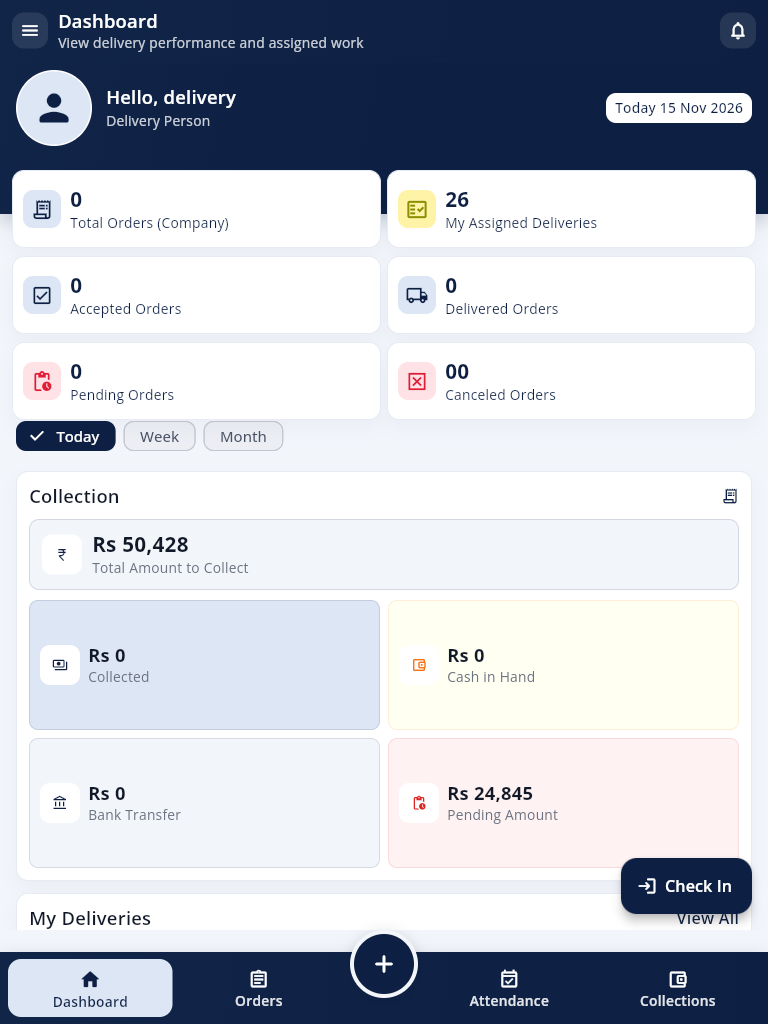 Dashboard
View delivery performance and assigned work
Hello, delivery
Delivery Person
Today 15 Nov 2026
0
Total Orders (Company)
26
My Assigned Deliveries
0
Accepted Orders
0
Delivered Orders
0
Pending Orders
00
Canceled Orders
Today
Week
Month
Collection
₹
Rs 50,428
Total Amount to Collect
Rs 0
Collected
Rs 0
Cash in Hand
Rs 0
Bank Transfer
Rs 24,845
Pending Amount
Check In
My Deliveries
View All
Dashboard
Orders
Attendance
Collections